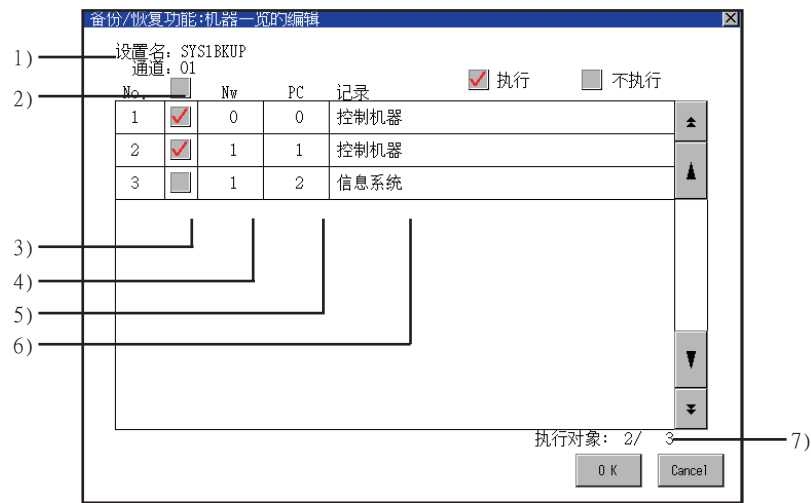 备份/恢复功能:机器一览的编辑
1)
设置名: SYS1BKUP
通道: 01
执行 不执行
2)
No. Nw PC 记录
1 0 0 控制机器
2 1 1 控制机器
3 1 2 信息系统
3)
4)
5)
6)
执行对象: 2/ 3
7)
OK Cancel